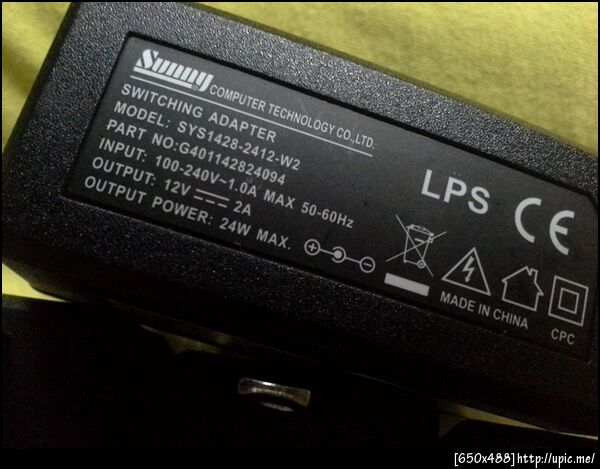 Sunny® COMPUTER TECHNOLOGY CO.,LTD.
SWITCHING ADAPTER
MODEL: SYS1428-2412-W2
PART NO:G401142824094
INPUT: 100-240V~1.0A MAX 50-60Hz
OUTPUT: 12V⎓2A
OUTPUT POWER: 24W MAX.
LPS CE
MADE IN CHINA
CPC
[650x488]http://upic.me/